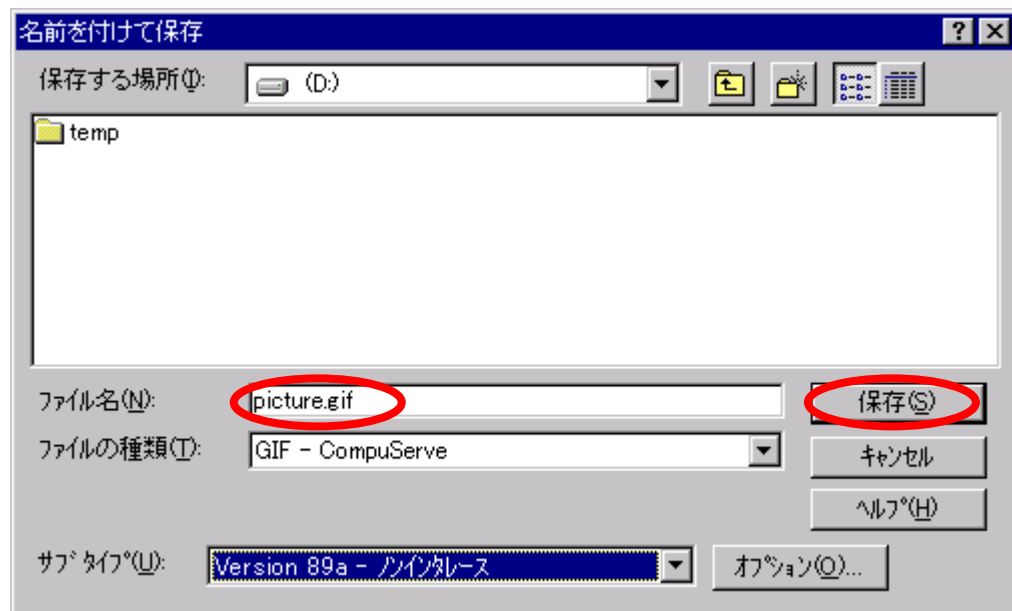 名前を付けて保存
保存する場所(I): (D:)
temp
ファイル名(N): picture.gif 保存(S)
ファイルの種類(T): GIF - CompuServe キャンセル
ヘルプ(H)
サブタイプ(U): Version 89a - ノンインタレース オプション(O)...